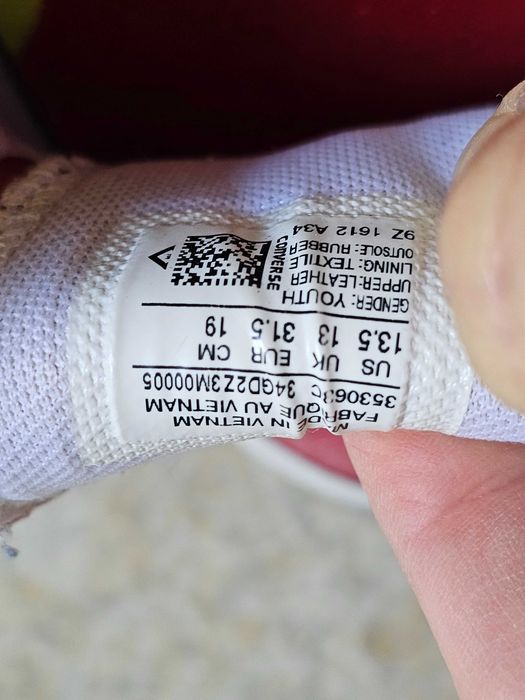 MADE IN VIETNAM
FABRIQUE AU VIETNAM
353063C 34GD2Z3M00005
US UK EUR CM
13.5 13 31.5 19
GENDER: YOUTH
UPPER:LEATHER
LINING: TEXTILE
OUTSOLE: RUBBER
9Z 1612 A34
CONVERSE